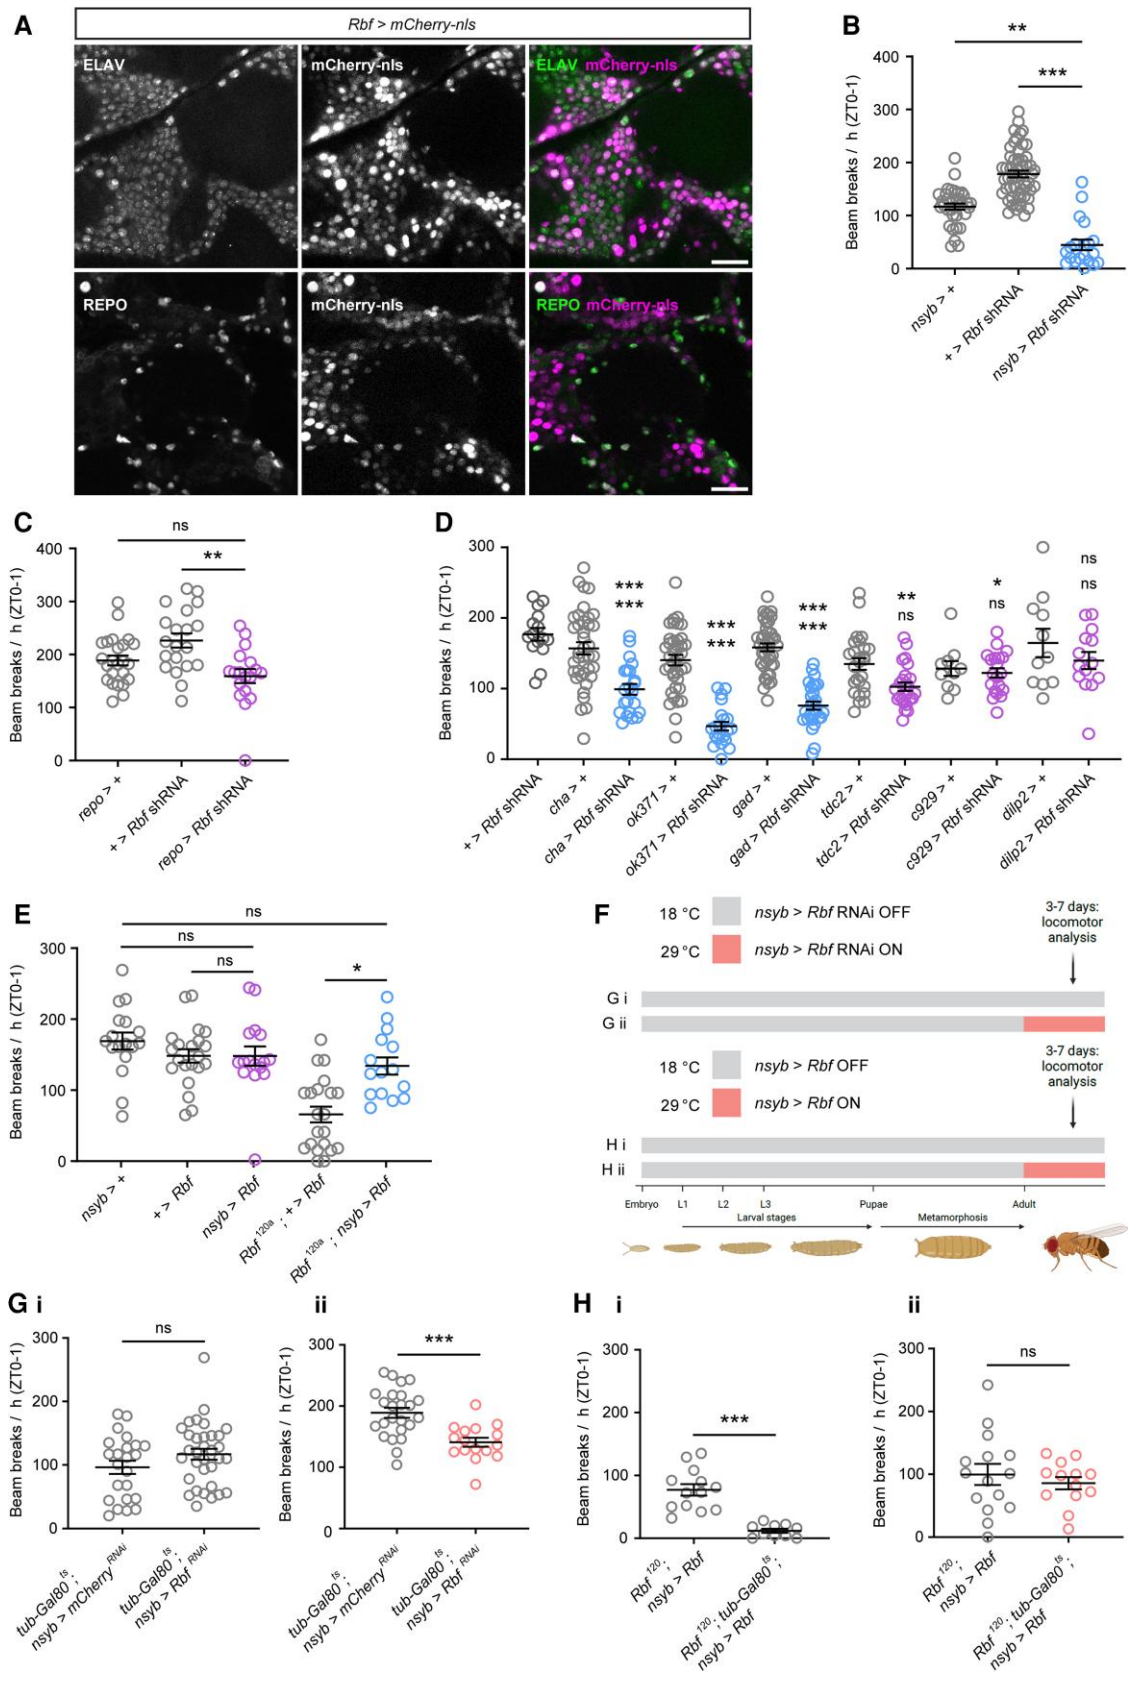 A
Rbf > mCherry-nls
ELAV
mCherry-nls
ELAV mCherry-nls
REPO
mCherry-nls
REPO mCherry-nls
B
**
***
Beam breaks / h (ZT0-1)
400
300
200
100
0
nsyb > +
+ > Rbf shRNA
nsyb > Rbf shRNA
C
ns
**
Beam breaks / h (ZT0-1)
400
300
200
100
0
repo > +
+ > Rbf shRNA
repo > Rbf shRNA
D
Beam breaks / h (ZT0-1)
300
200
100
0
***
***
***
***
***
***
**
ns
*
ns
ns
ns
+ > Rbf shRNA
cha > +
cha > Rbf shRNA
ok371 > +
ok371 > Rbf shRNA
gad > +
gad > Rbf shRNA
tdc2 > +
tdc2 > Rbf shRNA
c929 > +
c929 > Rbf shRNA
dilp2 > +
dilp2 > Rbf shRNA
E
ns
ns
ns
*
Beam breaks / h (ZT0-1)
300
200
100
0
nsyb > +
+ > Rbf
nsyb > Rbf
Rbf120a ; + > Rbf
Rbf120a ; nsyb > Rbf
F
18 °C nsyb > Rbf RNAi OFF
29 °C nsyb > Rbf RNAi ON
3-7 days:
locomotor
analysis
G i
G ii
18 °C nsyb > Rbf OFF
29 °C nsyb > Rbf ON
3-7 days:
locomotor
analysis
H i
H ii
Embryo L1 L2 L3 Pupae Adult
Larval stages Metamorphosis
G i
ns
Beam breaks / h (ZT0-1)
300
200
100
0
tub-Gal80ts;
nsyb > mCherryRNAi
tub-Gal80ts;
nsyb > RbfRNAi
ii
***
Beam breaks / h (ZT0-1)
300
200
100
0
tub-Gal80ts;
nsyb > mCherryRNAi
tub-Gal80ts;
nsyb > RbfRNAi
H i
***
Beam breaks / h (ZT0-1)
300
200
100
0
Rbf120;
nsyb > Rbf
Rbf120; tub-Gal80ts;
nsyb > Rbf
ii
ns
Beam breaks / h (ZT0-1)
300
200
100
0
Rbf120;
nsyb > Rbf
Rbf120; tub-Gal80ts;
nsyb > Rbf